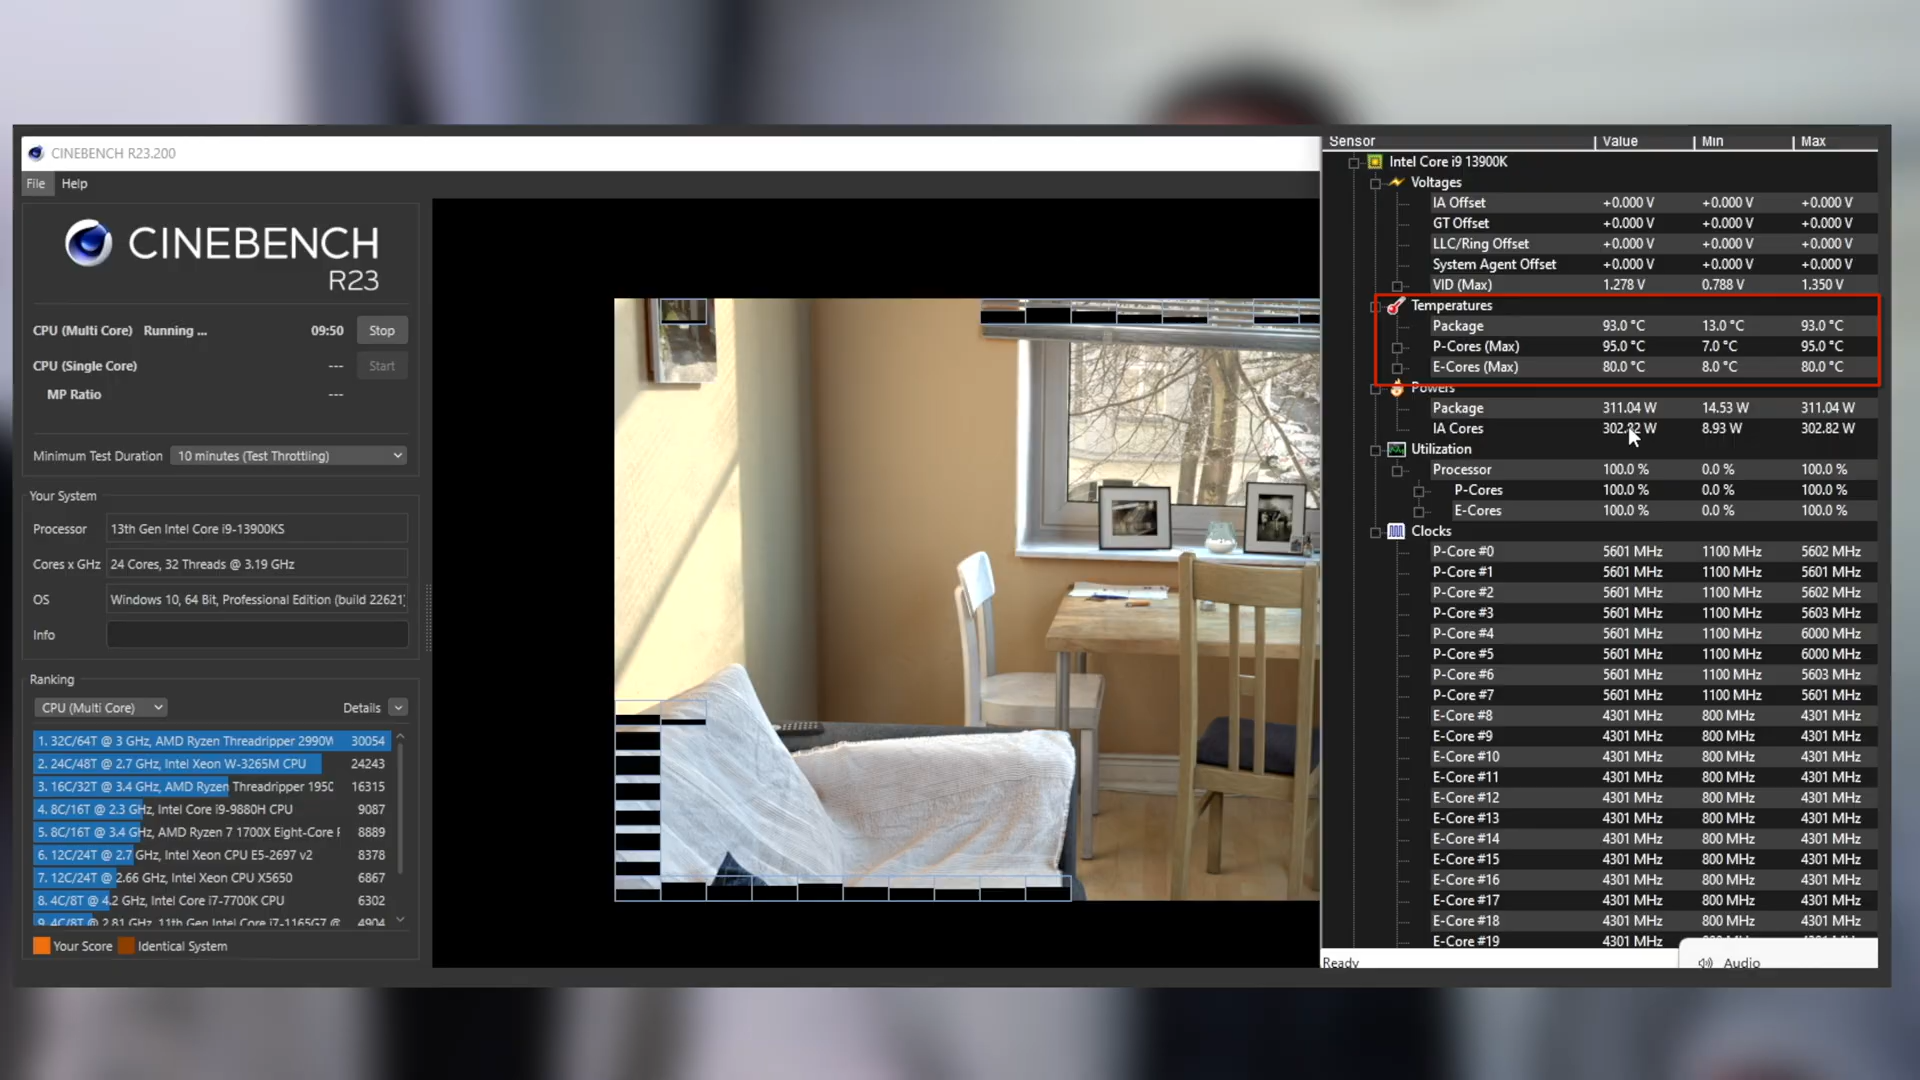 CINEBENCH R23.200
File Help
CINEBENCH
R23
CPU (Multi Core) Running ... 09:50 Stop
CPU (Single Core) --- Start
MP Ratio ---
Minimum Test Duration 10 minutes (Test Throttling)
Your System
Processor 13th Gen Intel Core i9-13900KS
Cores x GHz 24 Cores, 32 Threads @ 3.19 GHz
OS Windows 10, 64 Bit, Professional Edition (build 22621)
Info
Ranking
CPU (Multi Core) Details
1. 32C/64T @ 3 GHz, AMD Ryzen Threadripper 2990W 30054
2. 24C/48T @ 2.7 GHz, Intel Xeon W-3265M CPU 24243
3. 16C/32T @ 3.4 GHz, AMD Ryzen Threadripper 1950 16315
4. 8C/16T @ 2.3 GHz, Intel Core i9-9880H CPU 9087
5. 8C/16T @ 3.4 GHz, AMD Ryzen 7 1700X Eight-Core 8889
6. 12C/24T @ 2.7 GHz, Intel Xeon CPU E5-2697 v2 8378
7. 12C/24T @ 2.66 GHz, Intel Xeon CPU X5650 6867
8. 4C/8T @ 4.2 GHz, Intel Core i7-7700K CPU 6302
9. 4C/8T @ 2.81 GHz, 11th Gen Intel Core i7-1165G7 @ 4904
Your Score Identical System
Sensor Value Min Max
Intel Core i9 13900K
Voltages
IA Offset +0.000 V +0.000 V +0.000 V
GT Offset +0.000 V +0.000 V +0.000 V
LLC/Ring Offset +0.000 V +0.000 V +0.000 V
System Agent Offset +0.000 V +0.000 V +0.000 V
VID (Max) 1.278 V 0.788 V 1.350 V
Temperatures
Package 93.0 °C 13.0 °C 93.0 °C
P-Cores (Max) 95.0 °C 7.0 °C 95.0 °C
E-Cores (Max) 80.0 °C 8.0 °C 80.0 °C
Powers
Package 311.04 W 14.53 W 311.04 W
IA Cores 302.82 W 8.93 W 302.82 W
Utilization
Processor 100.0 % 0.0 % 100.0 %
P-Cores 100.0 % 0.0 % 100.0 %
E-Cores 100.0 % 0.0 % 100.0 %
Clocks
P-Core #0 5601 MHz 1100 MHz 5602 MHz
P-Core #1 5601 MHz 1100 MHz 5601 MHz
P-Core #2 5601 MHz 1100 MHz 5602 MHz
P-Core #3 5601 MHz 1100 MHz 5603 MHz
P-Core #4 5601 MHz 1100 MHz 6000 MHz
P-Core #5 5601 MHz 1100 MHz 6000 MHz
P-Core #6 5601 MHz 1100 MHz 5603 MHz
P-Core #7 5601 MHz 1100 MHz 5601 MHz
E-Core #8 4301 MHz 800 MHz 4301 MHz
E-Core #9 4301 MHz 800 MHz 4301 MHz
E-Core #10 4301 MHz 800 MHz 4301 MHz
E-Core #11 4301 MHz 800 MHz 4301 MHz
E-Core #12 4301 MHz 800 MHz 4301 MHz
E-Core #13 4301 MHz 800 MHz 4301 MHz
E-Core #14 4301 MHz 800 MHz 4301 MHz
E-Core #15 4301 MHz 800 MHz 4301 MHz
E-Core #16 4301 MHz 800 MHz 4301 MHz
E-Core #17 4301 MHz 800 MHz 4301 MHz
E-Core #18 4301 MHz 800 MHz 4301 MHz
E-Core #19 4301 MHz
Ready
Audio